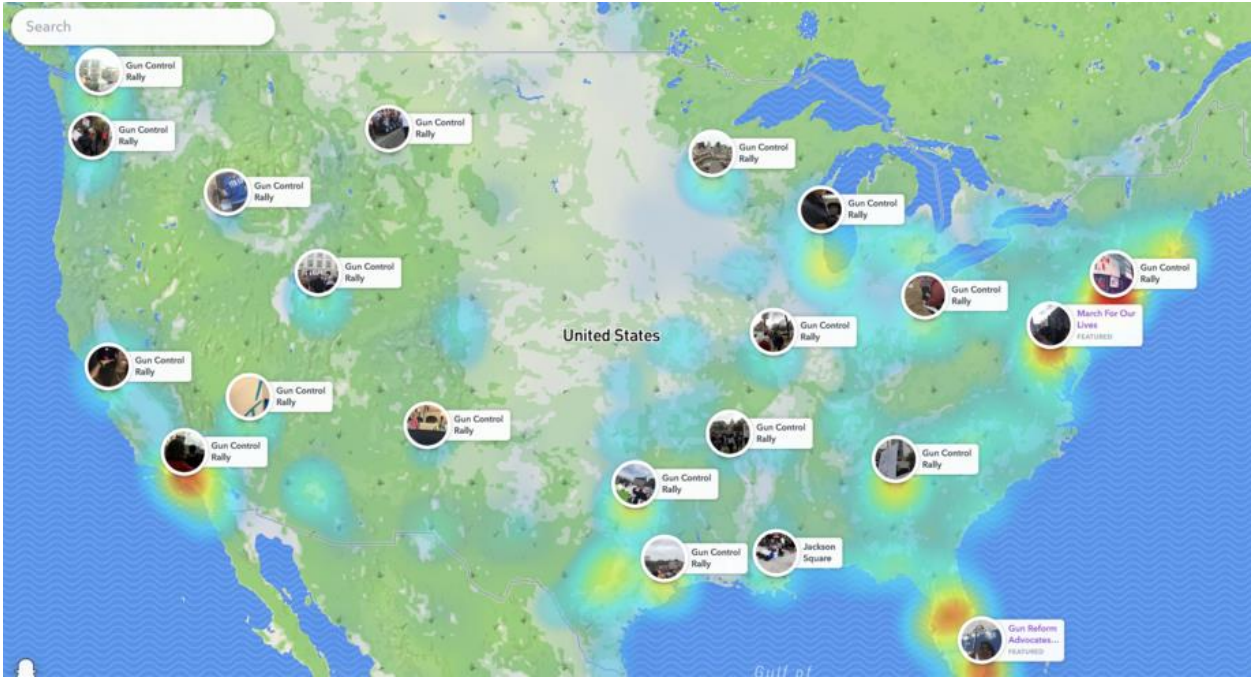 Search
Gun Control
Rally
Gun Control
Rally
Gun Control
Rally
Gun Control
Rally
Gun Control
Rally
Gun Control
Rally
Gun Control
Rally
Gun Control
Rally
Gun Control
Rally
March For Our
Lives
FEATURED
United States
Gun Control
Rally
Gun Control
Rally
Gun Control
Rally
Gun Control
Rally
Gun Control
Rally
Gun Control
Rally
Gun Control
Rally
Gun Control
Rally
Gun Control
Rally
Jackson
Square
Gun Reform
Advocates...
FEATURED
Gulf of